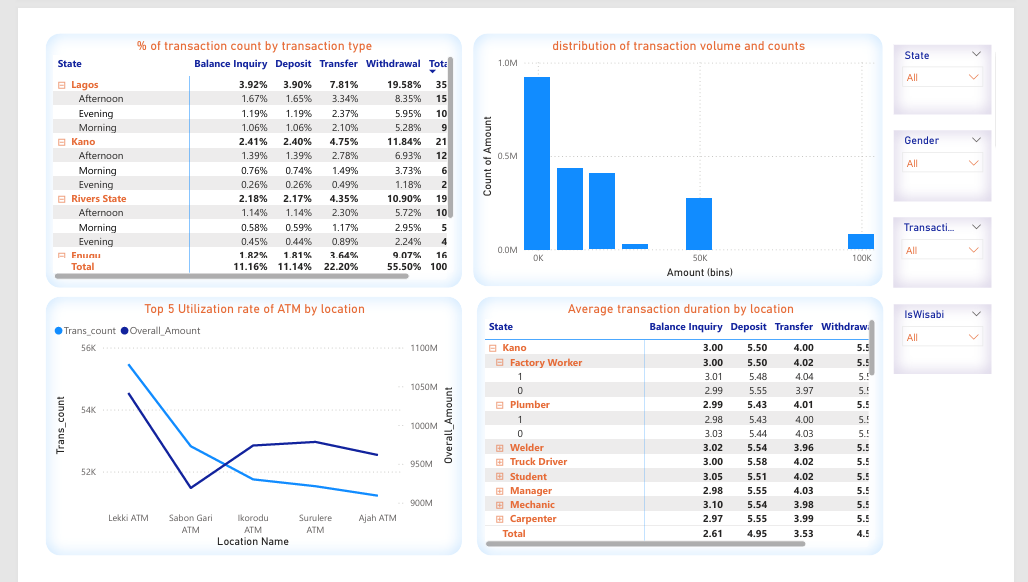 % of transaction count by transaction type
State Balance Inquiry Deposit Transfer Withdrawal Tota
Lagos 3.92% 3.90% 7.81% 19.58% 35
Afternoon 1.67% 1.65% 3.34% 8.35% 15
Evening 1.19% 1.19% 2.37% 5.95% 10
Morning 1.06% 1.06% 2.10% 5.28% 9
Kano 2.41% 2.40% 4.75% 11.84% 21
Afternoon 1.39% 1.39% 2.78% 6.93% 12
Morning 0.76% 0.74% 1.49% 3.73% 6
Evening 0.26% 0.26% 0.49% 1.18% 2
Rivers State 2.18% 2.17% 4.35% 10.90% 19
Afternoon 1.14% 1.14% 2.30% 5.72% 10
Morning 0.58% 0.59% 1.17% 2.95% 5
Evening 0.45% 0.44% 0.89% 2.24% 4
Enugu 1.82% 1.81% 3.64% 9.07% 16
Total 11.16% 11.14% 22.20% 55.50% 100
distribution of transaction volume and counts
Count of Amount
1.0M
0.5M
0.0M
0K 50K 100K
Amount (bins)
State
All
Gender
All
Transacti...
All
IsWisabi
All
Top 5 Utilization rate of ATM by location
Trans_count Overall_Amount
Trans_count
56K
54K
52K
1100M
1050M
1000M
950M
900M
Overall_Amount
Lekki ATM Sabon Gari ATM Ikorodu ATM Surulere ATM Ajah ATM
Location Name
Average transaction duration by location
State Balance Inquiry Deposit Transfer Withdrawa
Kano 3.00 5.50 4.00 5.5
Factory Worker 3.00 5.50 4.02 5.5
1 3.01 5.48 4.04 5.5
0 2.99 5.55 3.97 5.5
Plumber 2.99 5.43 4.01 5.5
1 2.98 5.43 4.00 5.5
0 3.03 5.44 4.03 5.5
Welder 3.02 5.54 3.96 5.5
Truck Driver 3.00 5.58 4.02 5.5
Student 3.05 5.51 4.02 5.5
Manager 2.98 5.55 4.03 5.5
Mechanic 3.10 5.54 3.98 5.5
Carpenter 2.97 5.55 3.99 5.5
Total 2.61 4.95 3.53 4.5